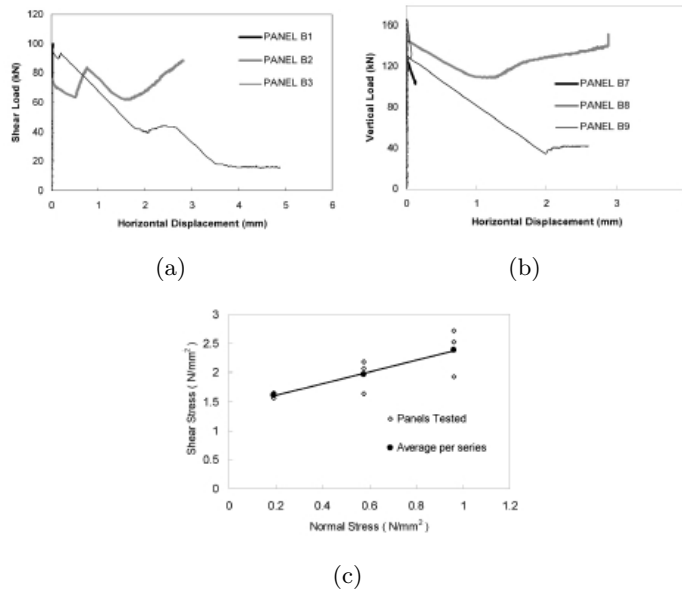 120
100
80
60
40
20
0
Shear Load (kN)
PANEL B1
PANEL B2
PANEL B3
0 1 2 3 4 5 6
Horizontal Displacement (mm)
(a)
160
120
80
40
0
Vertical Load (kN)
PANEL B7
PANEL B8
PANEL B9
0 1 2 3
Horizontal Displacement (mm)
(b)
3
2.5
2
1.5
1
0.5
0
Shear Stress ( N/mm²)
Panels Tested
Average per series
0 0.2 0.4 0.6 0.8 1 1.2
Normal Stress ( N/mm²)
(c)